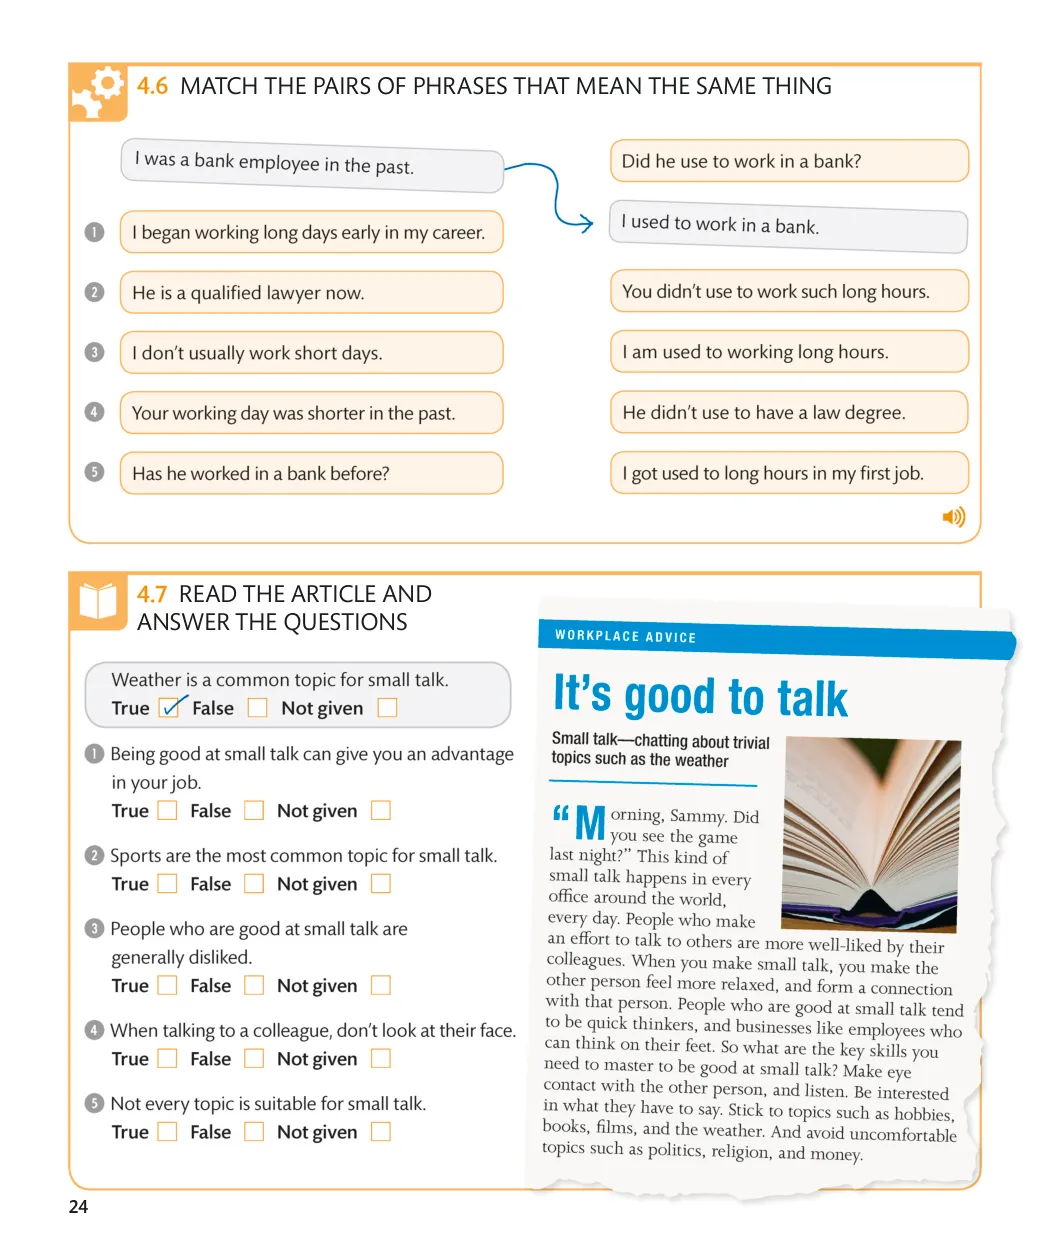 4.6 MATCH THE PAIRS OF PHRASES THAT MEAN THE SAME THING
I was a bank employee in the past.
1 I began working long days early in my career.
2 He is a qualified lawyer now.
3 I don't usually work short days.
4 Your working day was shorter in the past.
5 Has he worked in a bank before?
Did he use to work in a bank?
I used to work in a bank.
You didn't use to work such long hours.
I am used to working long hours.
He didn't use to have a law degree.
I got used to long hours in my first job.
4.7 READ THE ARTICLE AND
ANSWER THE QUESTIONS
Weather is a common topic for small talk.
True False Not given
1 Being good at small talk can give you an advantage
in your job.
True False Not given
2 Sports are the most common topic for small talk.
True False Not given
3 People who are good at small talk are
generally disliked.
True False Not given
4 When talking to a colleague, don't look at their face.
True False Not given
5 Not every topic is suitable for small talk.
True False Not given
WORKPLACE ADVICE
It's good to talk
Small talk—chatting about trivial
topics such as the weather
“Morning, Sammy. Did
you see the game
last night?” This kind of
small talk happens in every
office around the world,
every day. People who make
an effort to talk to others are more well-liked by their
colleagues. When you make small talk, you make the
other person feel more relaxed, and form a connection
with that person. People who are good at small talk tend
to be quick thinkers, and businesses like employees who
can think on their feet. So what are the key skills you
need to master to be good at small talk? Make eye
contact with the other person, and listen. Be interested
in what they have to say. Stick to topics such as hobbies,
books, films, and the weather. And avoid uncomfortable
topics such as politics, religion, and money.
24